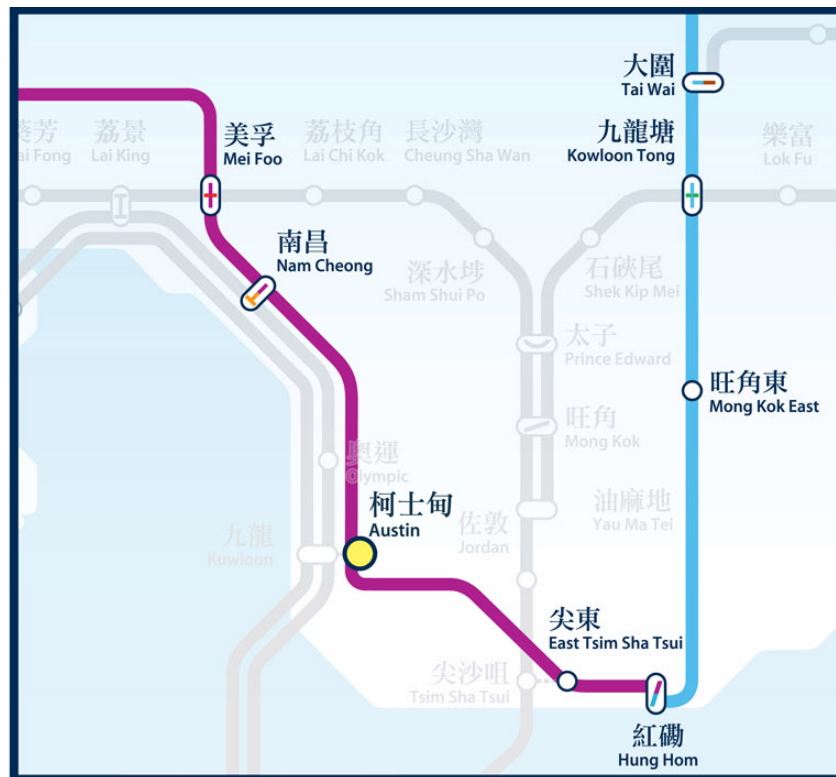 大圍
Tai Wai
葵芳
ai Fong
荔景
Lai King
美孚
Mei Foo
荔枝角
Lai Chi Kok
長沙灣
Cheung Sha Wan
九龍塘
Kowloon Tong
樂富
Lok Fu
南昌
Nam Cheong
深水埗
Sham Shui Po
石硤尾
Shek Kip Mei
太子
Prince Edward
旺角東
Mong Kok East
旺角
Mong Kok
奧運
Olympic
柯士甸
Austin
九龍
Kowloon
佐敦
Jordan
油麻地
Yau Ma Tei
尖東
East Tsim Sha Tsui
尖沙咀
Tsim Sha Tsui
紅磡
Hung Hom